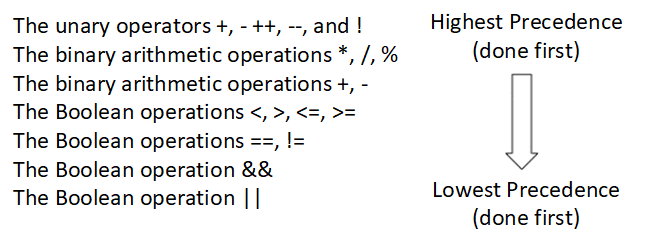 The unary operators +, - ++, --, and !
The binary arithmetic operations *, /, %
The binary arithmetic operations +, -
The Boolean operations <, >, <=, >=
The Boolean operations ==, !=
The Boolean operation &&
The Boolean operation ||
Highest Precedence
(done first)
Lowest Precedence
(done first)